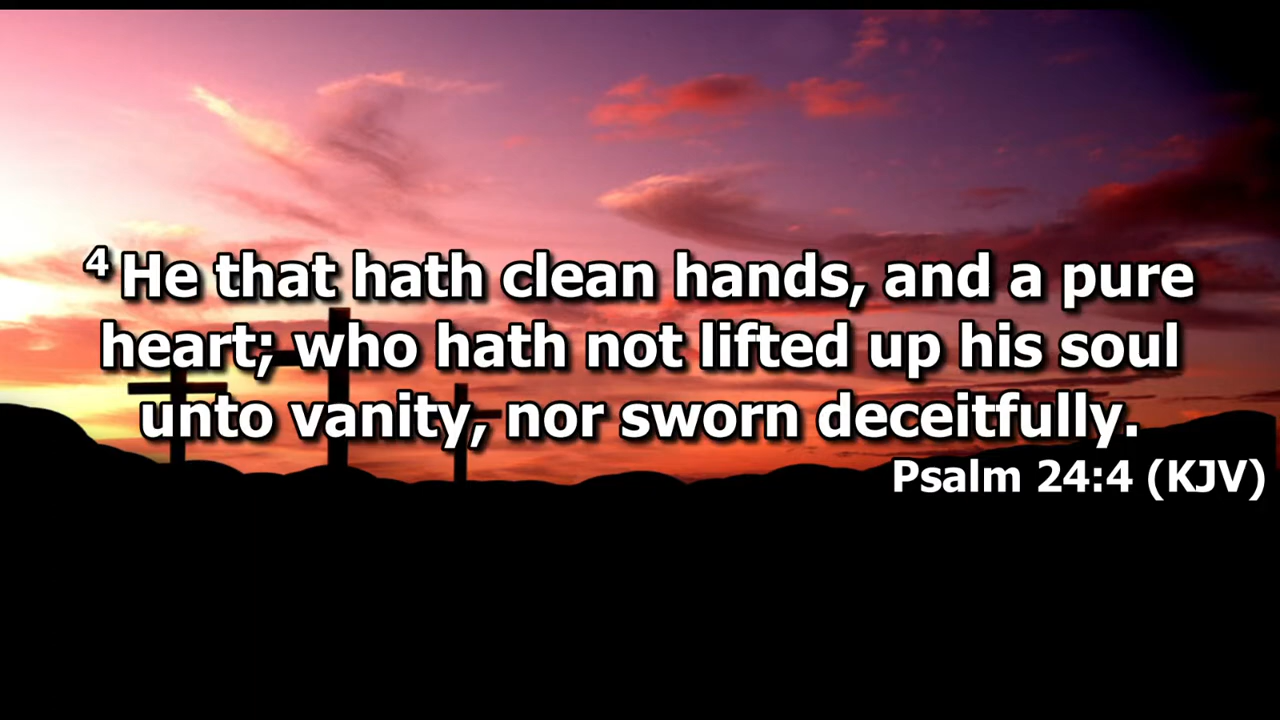 4 He that hath clean hands, and a pure
heart; who hath not lifted up his soul
unto vanity, nor sworn deceitfully.
Psalm 24:4 (KJV)